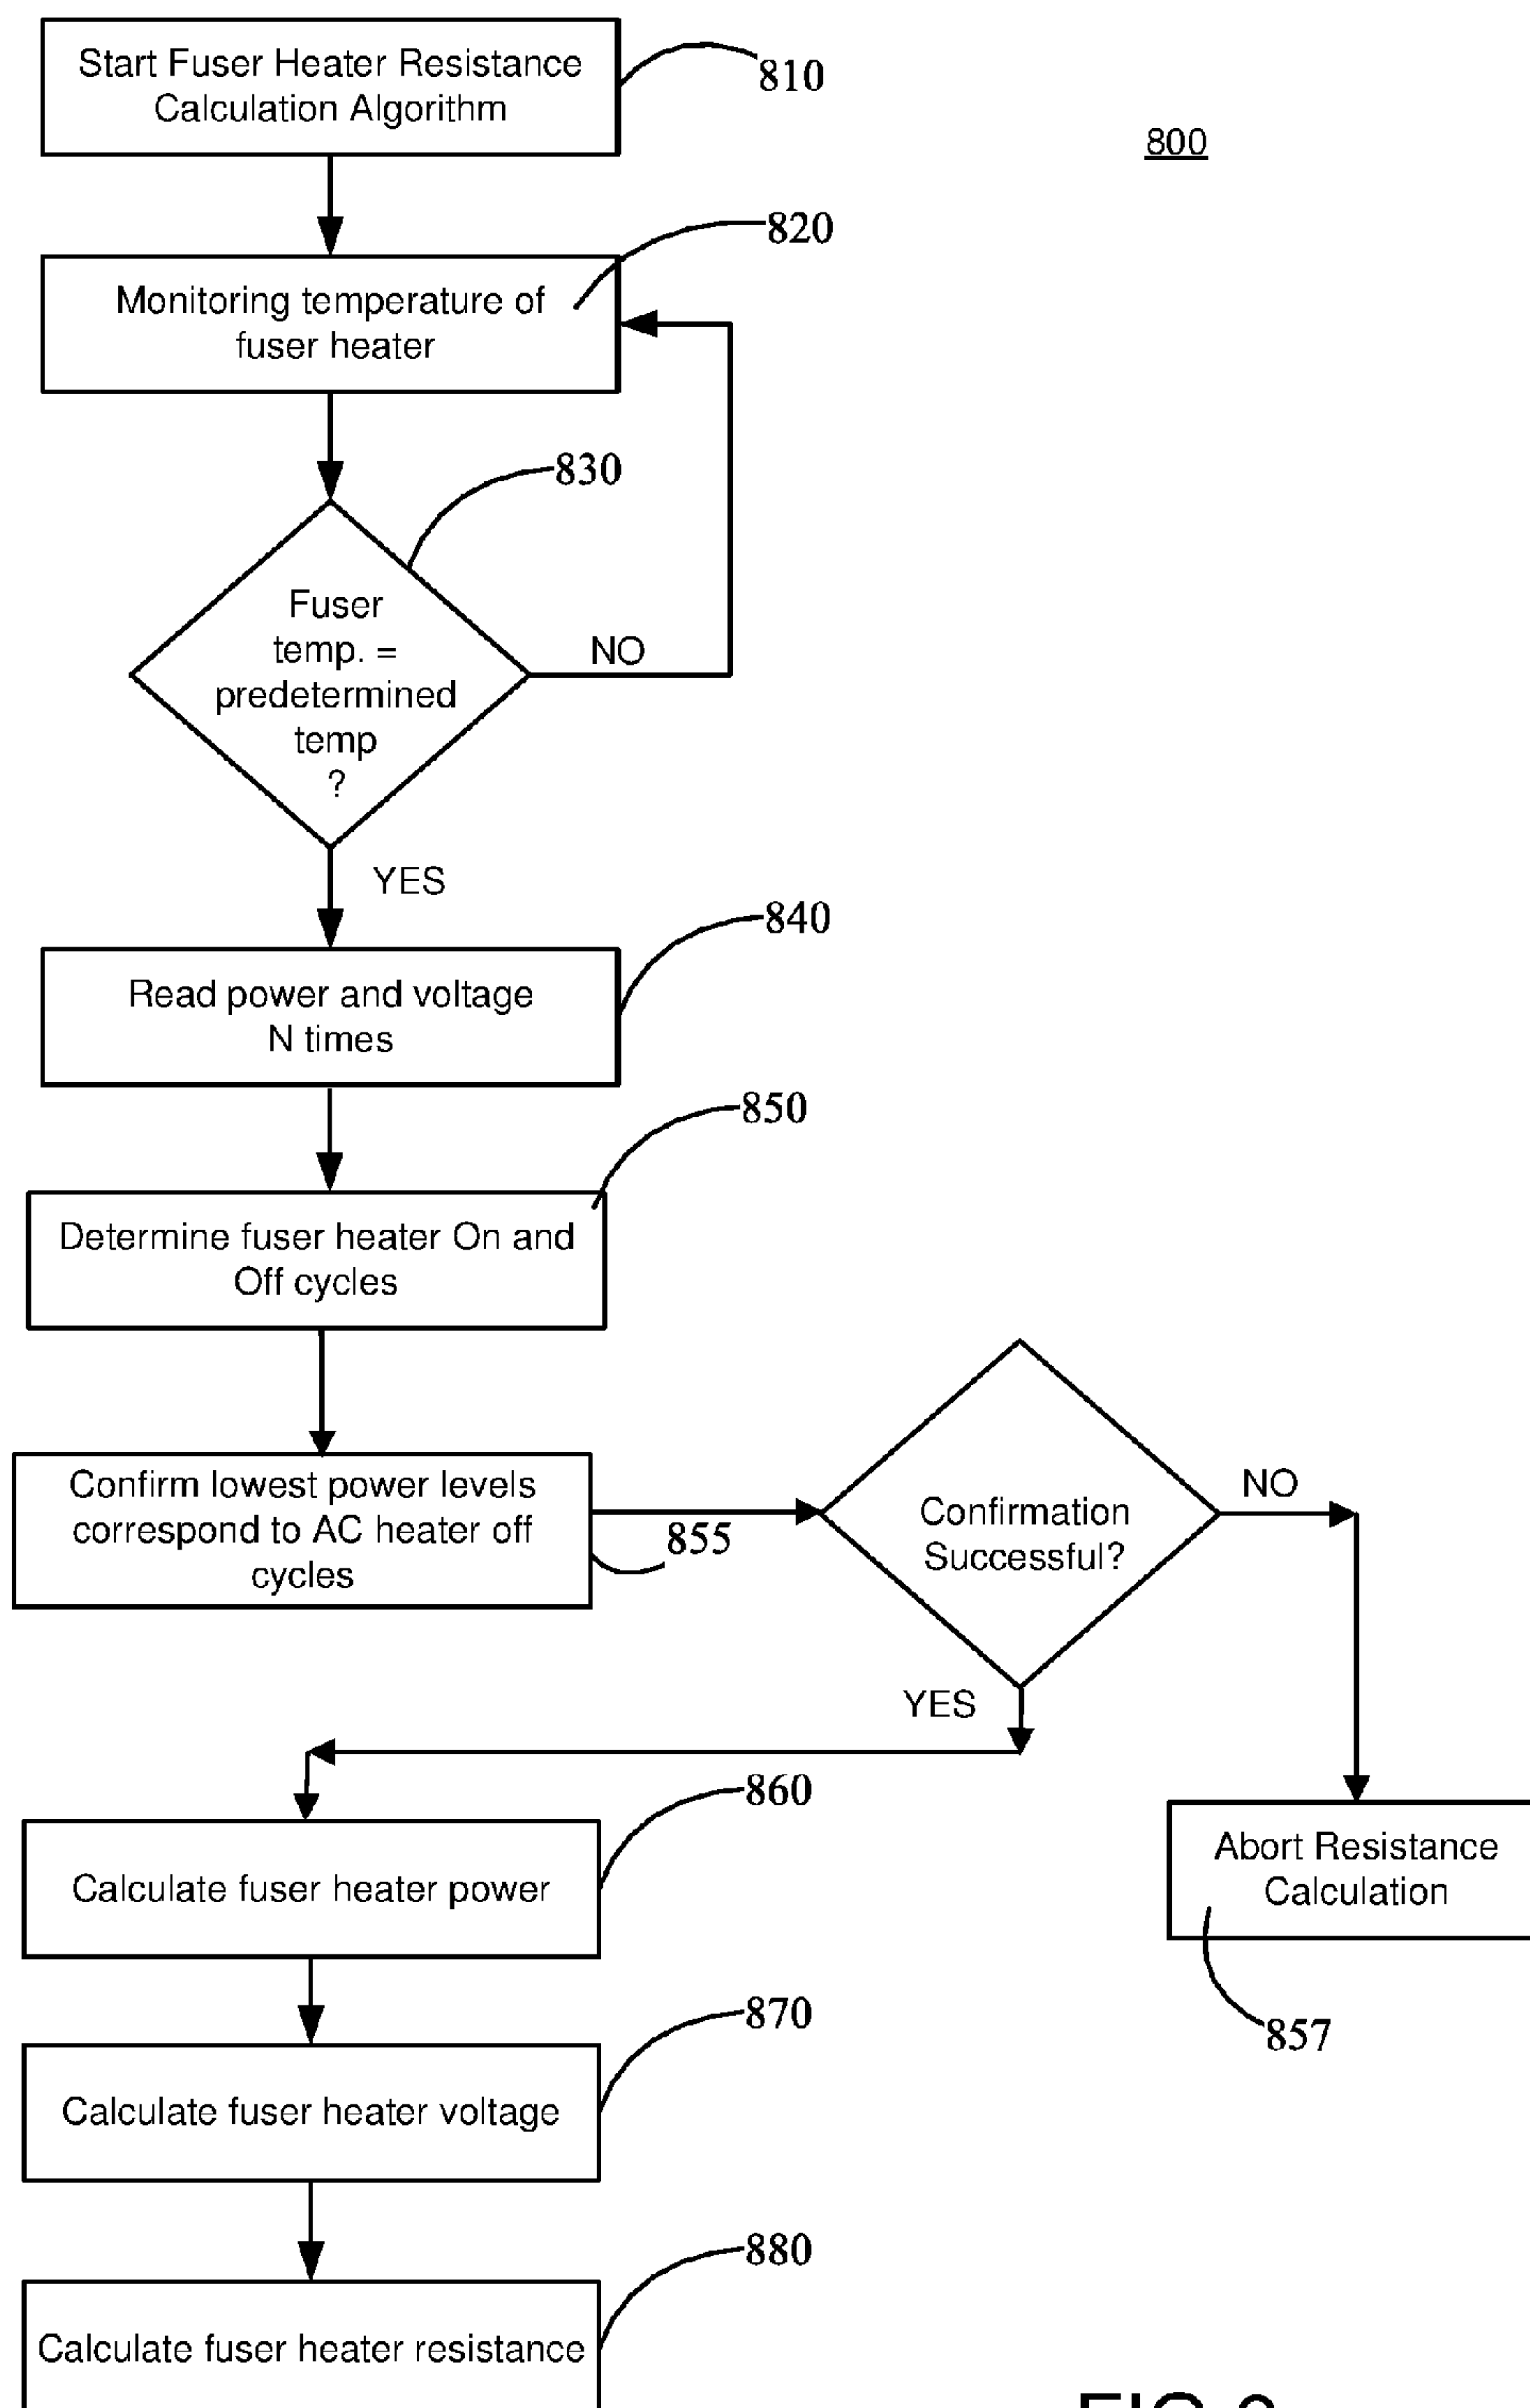 Start Fuser Heater Resistance
Calculation Algorithm
810
800
820
Monitoring temperature of
fuser heater
830
Fuser
temp. =
predetermined
temp
?
NO
YES
840
Read power and voltage
N times
850
Determine fuser heater On and
Off cycles
Confirm lowest power levels
correspond to AC heater off
cycles
855
Confirmation
Successful?
NO
YES
860
Calculate fuser heater power
Abort Resistance
Calculation
857
870
Calculate fuser heater voltage
880
Calculate fuser heater resistance